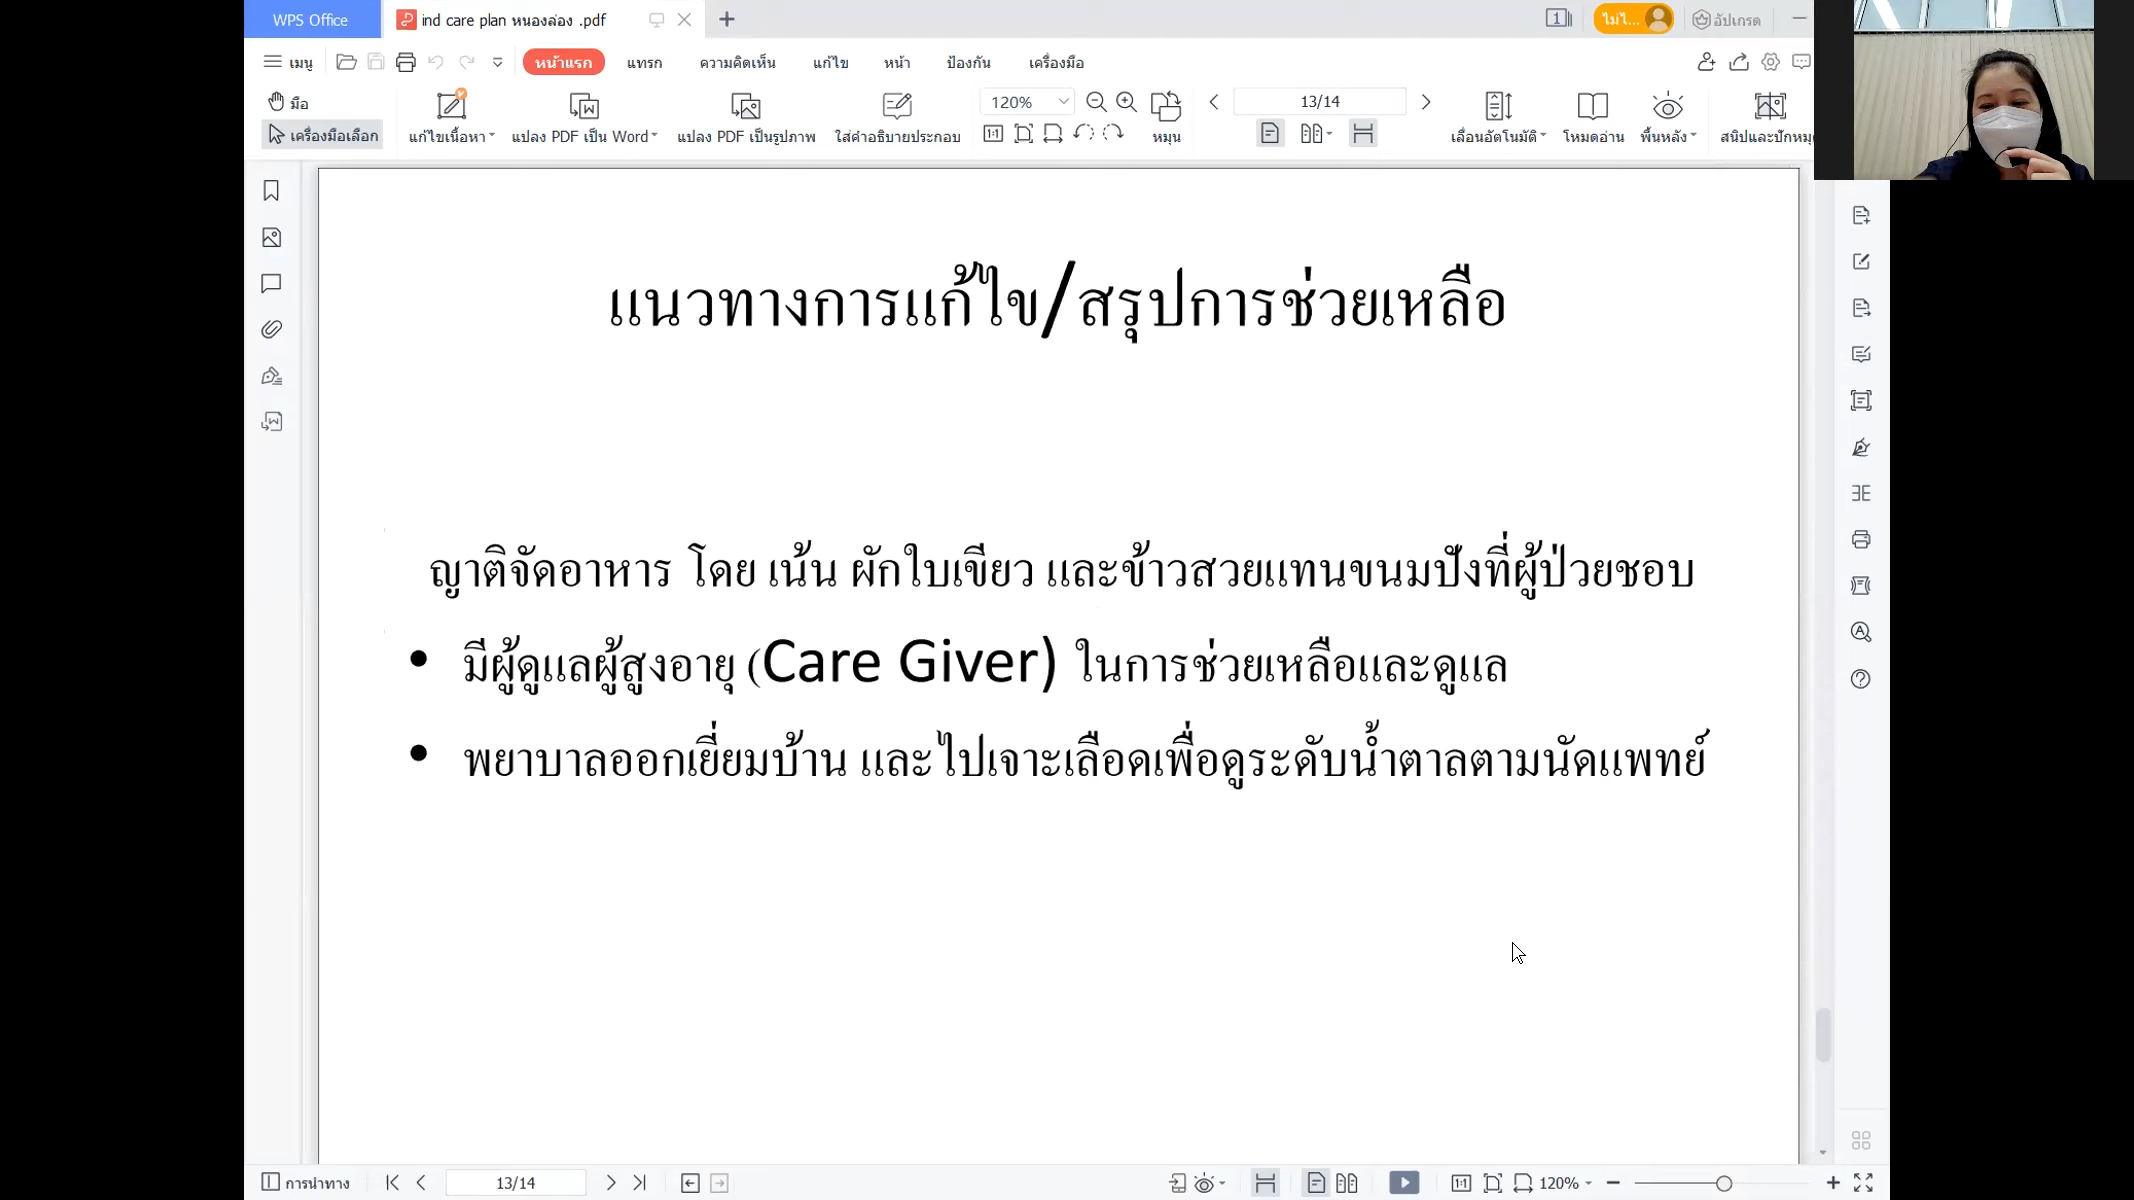 WPS Office
ind care plan หนองล่อง .pdf
1
ไม่ไ...
อัปเกรด
เมนู
หน้าแรก
แทรก
ความคิดเห็น
แก้ไข
หน้า
ป้องกัน
เครื่องมือ
มือ
เครื่องมือเลือก
แก้ไขเนื้อหา
แปลง PDF เป็น Word
แปลง PDF เป็นรูปภาพ
ใส่คำอธิบายประกอบ
120%
หมุน
13/14
เลื่อนอัตโนมัติ
โหมดอ่าน
พื้นหลัง
สนิปและปักหมุ
แนวทางการแก้ไข/สรุปการช่วยเหลือ
ญาติจัดอาหาร โดย เน้น ผักใบเขียว และข้าวสวยแทนขนมปังที่ผู้ป่วยชอบ
• มีผู้ดูแลผู้สูงอายุ (Care Giver) ในการช่วยเหลือและดูแล
• พยาบาลออกเยี่ยมบ้าน และไปเจาะเลือดเพื่อดูระดับน้ำตาลตามนัดแพทย์
การนำทาง
13/14
120%